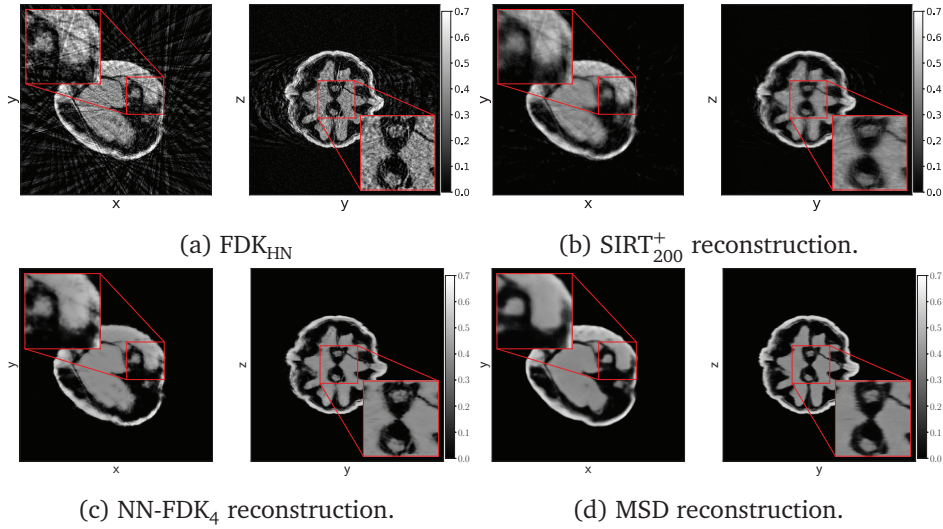 y
x
z
y
0.7
0.6
0.5
0.4
0.3
0.2
0.1
0.0
y
x
z
y
0.7
0.6
0.5
0.4
0.3
0.2
0.1
0.0
(a) FDK_HN
(b) SIRT⁺₂₀₀ reconstruction.
y
x
z
y
0.7
0.6
0.5
0.4
0.3
0.2
0.1
0.0
y
x
z
y
0.7
0.6
0.5
0.4
0.3
0.2
0.1
0.0
(c) NN-FDK₄ reconstruction.
(d) MSD reconstruction.